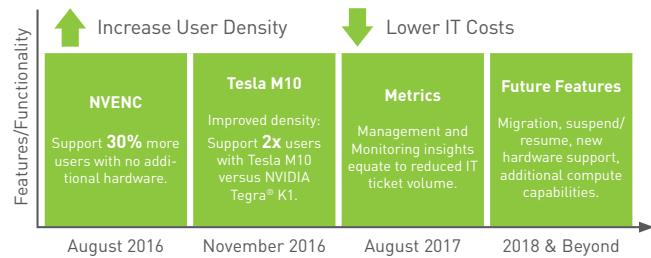 Increase User Density
Lower IT Costs
Features/Functionality
NVENC
Support 30% more
users with no addi-
tional hardware.
Tesla M10
Improved density:
Support 2x users
with Tesla M10
versus NVIDIA
Tegra® K1.
Metrics
Management and
Monitoring insights
equate to reduced IT
ticket volume.
Future Features
Migration, suspend/
resume, new
hardware support,
additional compute
capabilities.
August 2016
November 2016
August 2017
2018 & Beyond